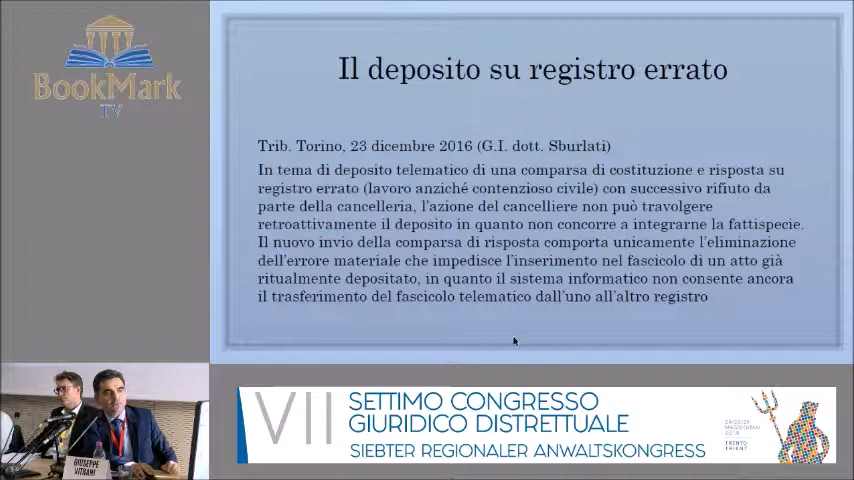 BookMark
TV
Il deposito su registro errato
Trib. Torino, 23 dicembre 2016 (G.I. dott. Sburlati)
In tema di deposito telematico di una comparsa di costituzione e risposta su
registro errato (lavoro anziché contenzioso civile) con successivo rifiuto da
parte della cancelleria, l'azione del cancelliere non può travolgere
retroattivamente il deposito in quanto non concorre a integrarne la fattispecie.
Il nuovo invio della comparsa di risposta comporta unicamente l'eliminazione
dell'errore materiale che impedisce l'inserimento nel fascicolo di un atto già
ritualmente depositato, in quanto il sistema informatico non consente ancora
il trasferimento del fascicolo telematico dall'uno all'altro registro
GIUSEPPE
VITRANI
VII
SETTIMO CONGRESSO
GIURIDICO DISTRETTUALE
SIEBTER REGIONALER ANWALTSKONGRESS
TRENTO
TRIENT